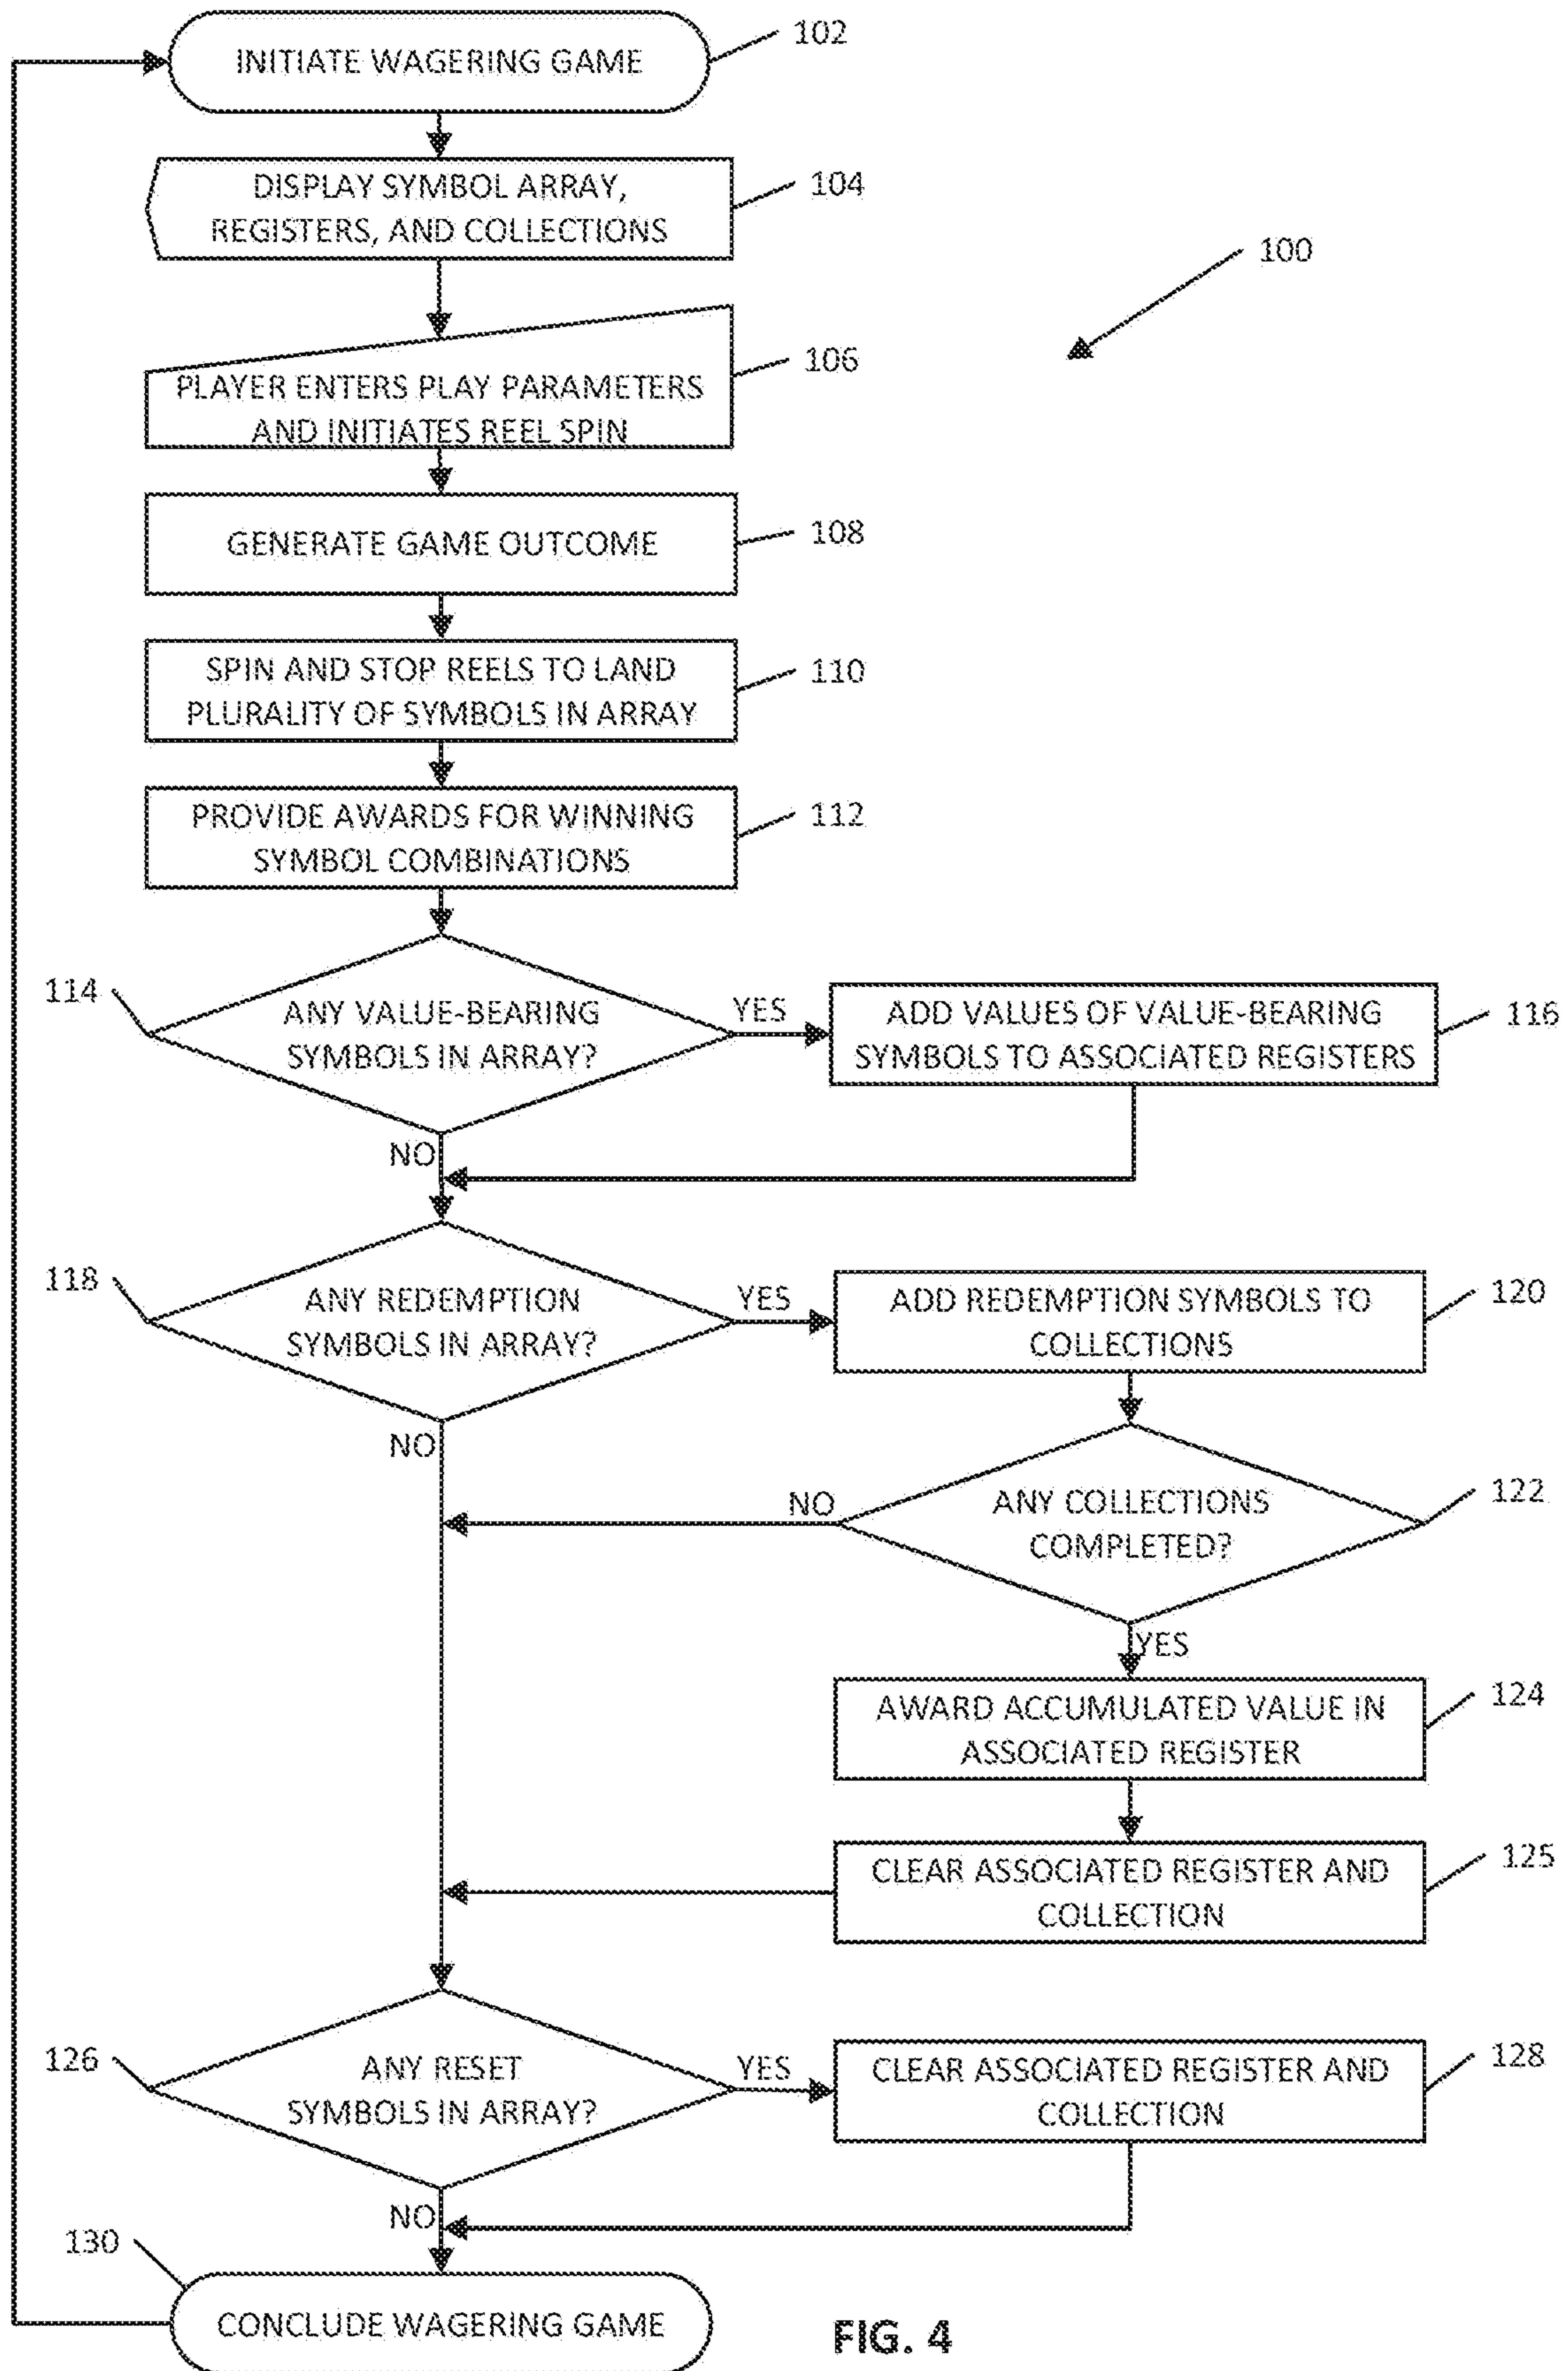 INITIATE WAGERING GAME
102
DISPLAY SYMBOL ARRAY,
REGISTERS, AND COLLECTIONS
104
100
PLAYER ENTERS PLAY PARAMETERS
AND INITIATES REEL SPIN
106
GENERATE GAME OUTCOME
108
SPIN AND STOP REELS TO LAND
PLURALITY OF SYMBOLS IN ARRAY
110
PROVIDE AWARDS FOR WINNING
SYMBOL COMBINATIONS
112
114
ANY VALUE-BEARING
SYMBOLS IN ARRAY?
YES
ADD VALUES OF VALUE-BEARING
SYMBOLS TO ASSOCIATED REGISTERS
116
NO
118
ANY REDEMPTION
SYMBOLS IN ARRAY?
YES
ADD REDEMPTION SYMBOLS TO
COLLECTIONS
120
NO
NO
ANY COLLECTIONS
COMPLETED?
122
YES
AWARD ACCUMULATED VALUE IN
ASSOCIATED REGISTER
124
CLEAR ASSOCIATED REGISTER AND
COLLECTION
125
126
ANY RESET
SYMBOLS IN ARRAY?
YES
CLEAR ASSOCIATED REGISTER AND
COLLECTION
128
NO
130
CONCLUDE WAGERING GAME
FIG. 4